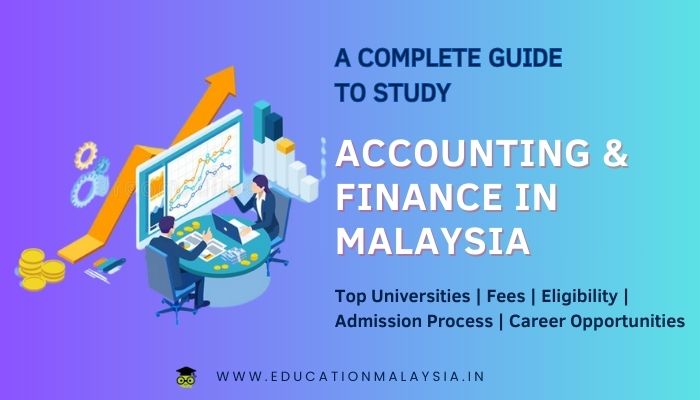 A COMPLETE GUIDE
TO STUDY
ACCOUNTING &
FINANCE IN
MALAYSIA
Top Universities | Fees | Eligibility |
Admission Process | Career Opportunities
WWW.EDUCATIONMALAYSIA.IN